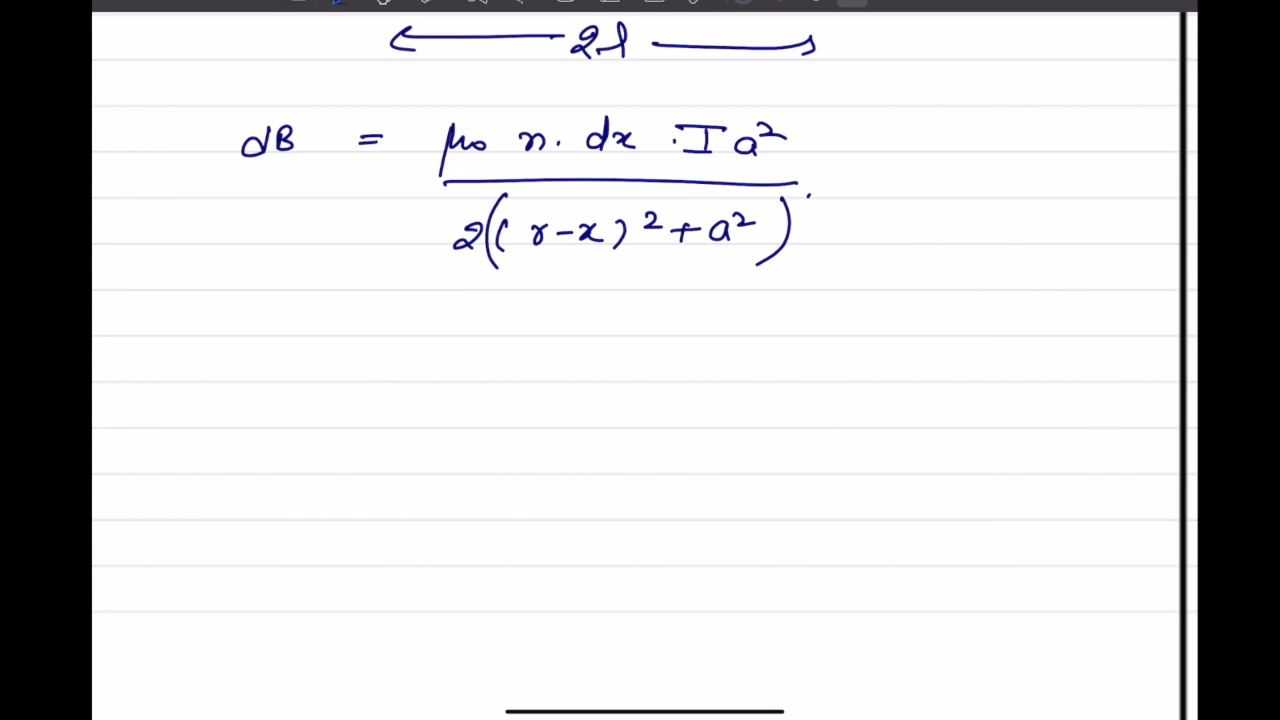 2l
dB = μ₀ n. dx . I a²
2((r-x)²+a²)